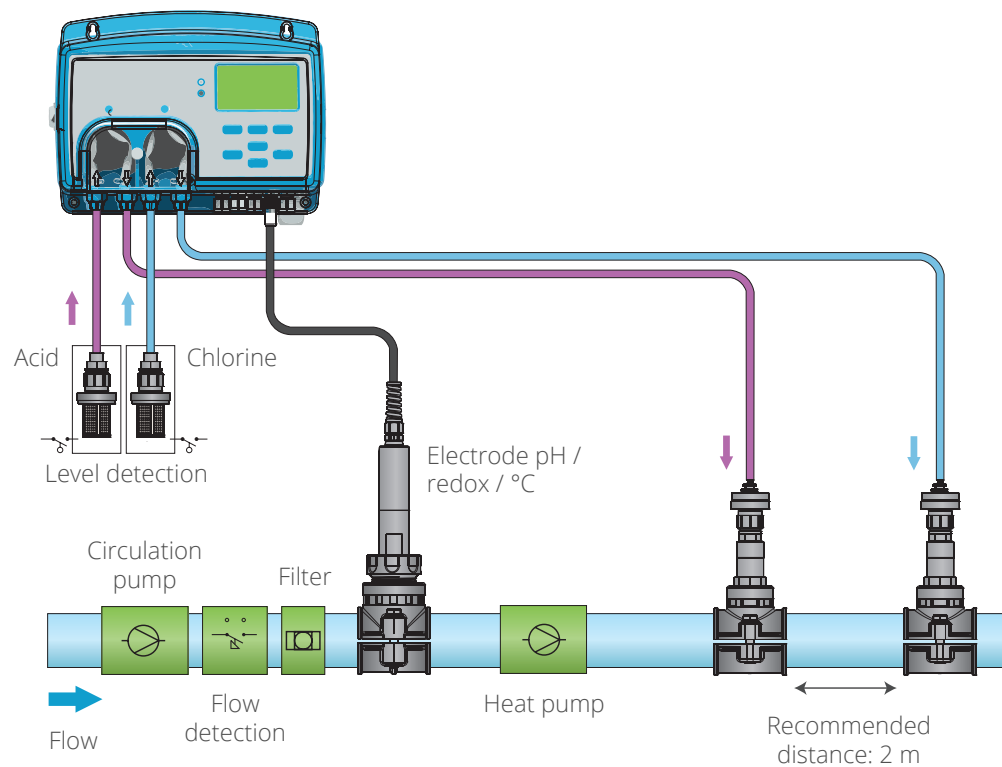 Acid
Chlorine
Level detection
Electrode pH /
redox / °C
Circulation
pump
Filter
Flow
Flow
detection
Heat pump
Recommended
distance: 2 m